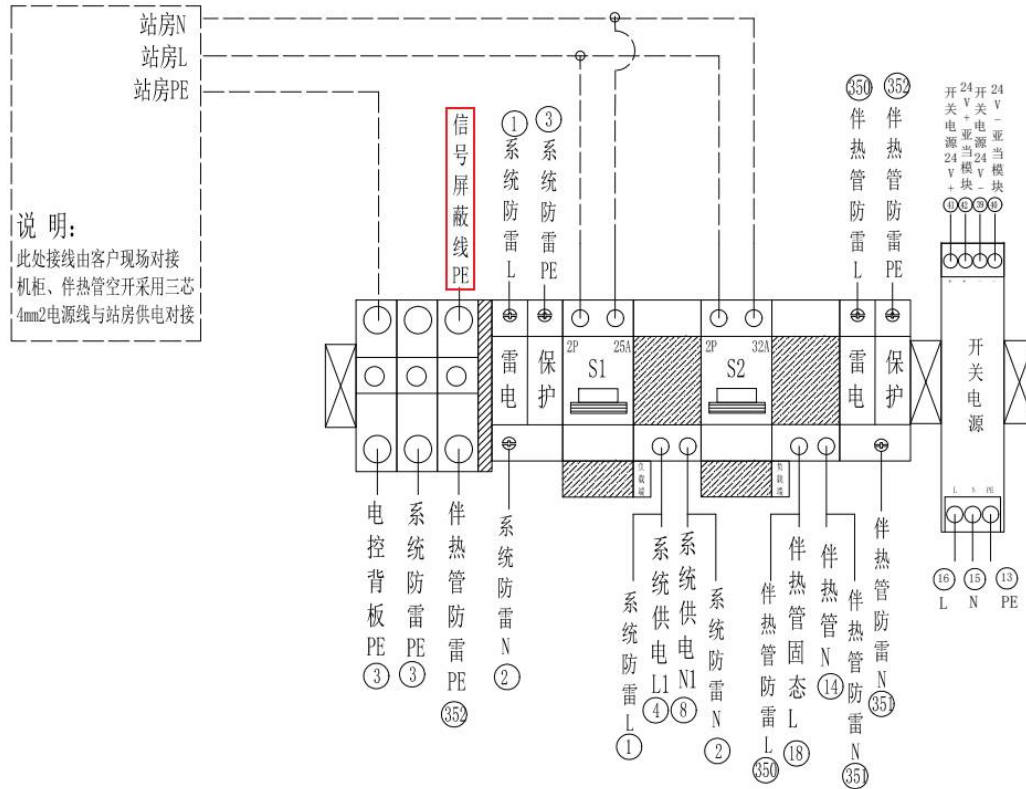 站房N
站房L
站房PE
说 明:
此处接线由客户现场对接
机柜、伴热管空开采用三芯
4mm2电源线与站房供电对接
信号屏蔽线PE
① 系统防雷L
③ 系统防雷PE
350 伴热管防雷L
352 伴热管防雷PE
开关电源24V+
24V+亚当模块
开关电源24V-
24V-亚当模块
41
42
39
40
雷电
保护
2P 25A
S1
2P 32A
S2
雷电
保护
+ + - -
开关电源
负载端
负载端
L N PE
电控背板PE ③
系统防雷PE ③
伴热管防雷PE 352
系统防雷N ②
系统防雷L ①
系统供电L1 ④
系统供电N1 ⑧
系统防雷N ②
伴热管防雷L 350
伴热管固态L ⑱
伴热管N ⑭
伴热管防雷N 351
伴热管防雷N 351
⑯ ⑮ ⑬
L N PE